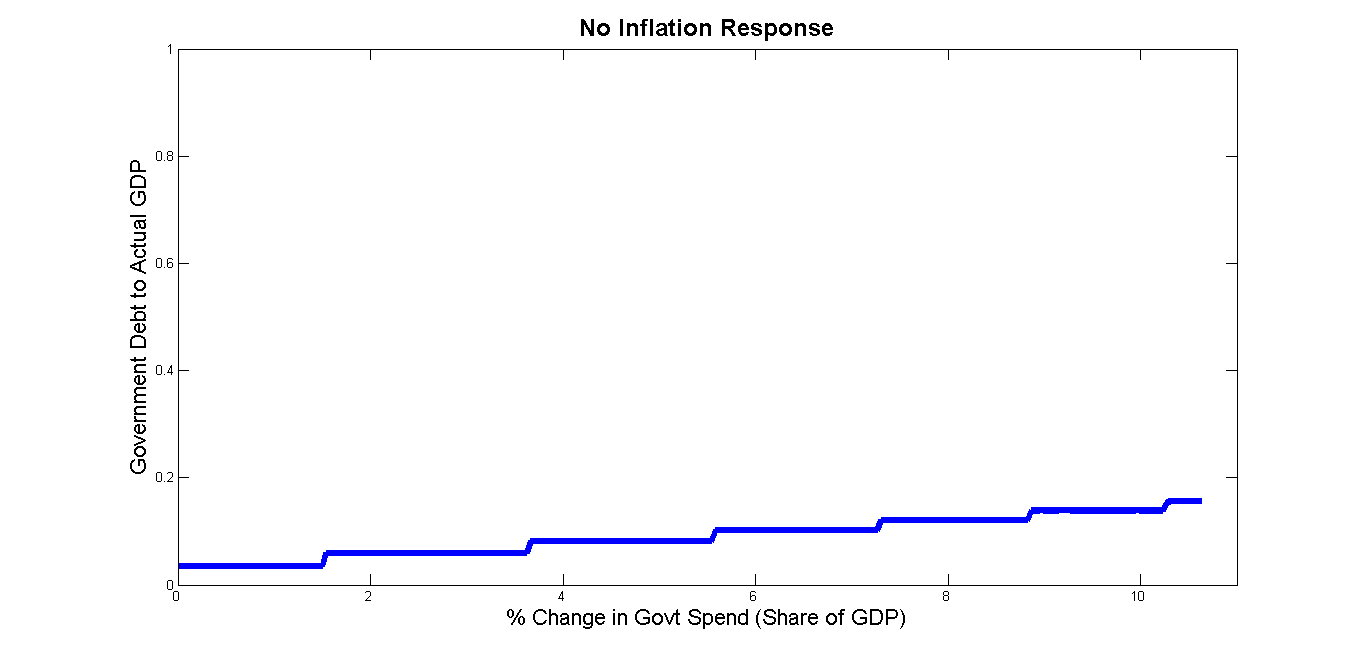 No Inflation Response
Government Debt to Actual GDP
1
0.8
0.6
0.4
0.2
0
0 2 4 6 8 10
% Change in Govt Spend (Share of GDP)